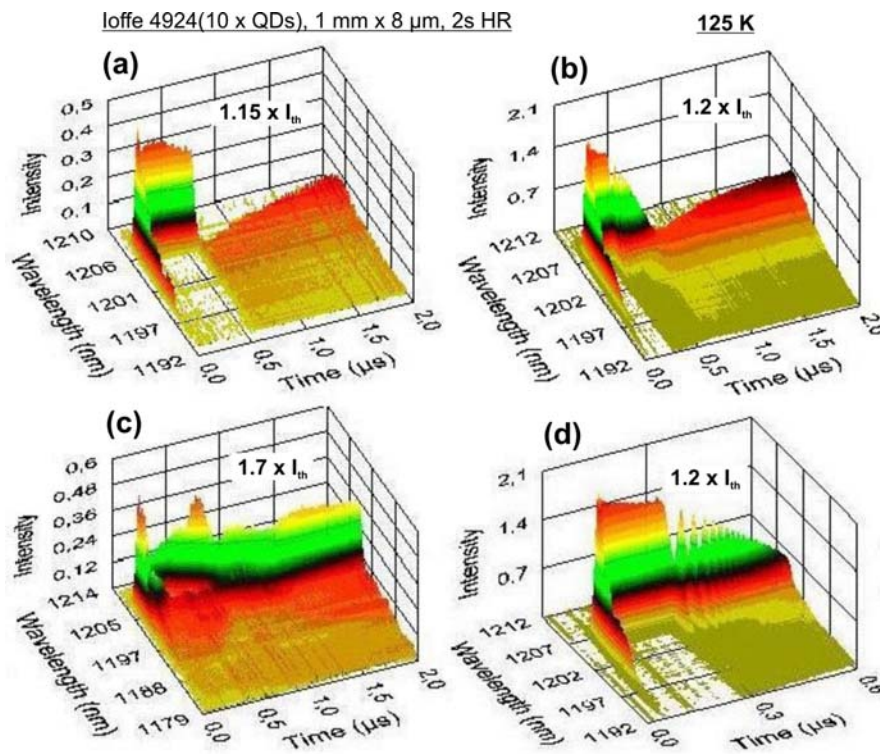 Ioffe 4924(10 x QDs), 1 mm x 8 µm, 2s HR
125 K
(a)
1.15 x Ith
Intensity
0,5
0,4
0,3
0,2
0,1
1210
1206
1201
1197
1192
Wavelength (nm)
0,0
0,5
1,0
1,5
2,0
Time (µs)
(b)
1.2 x Ith
Intensity
2,1
1,4
0,7
1212
1207
1202
1197
1192
Wavelength (nm)
0,0
0,5
1,0
1,5
2,0
Time (µs)
(c)
1.7 x Ith
Intensity
0,6
0,48
0,36
0,24
0,12
1214
1205
1197
1188
1179
Wavelength (nm)
0,0
0,5
1,0
1,5
2,0
Time (µs)
(d)
1.2 x Ith
Intensity
2,1
1,4
0,7
1212
1207
1202
1197
1192
Wavelength (nm)
0,0
0,3
Time (µs)